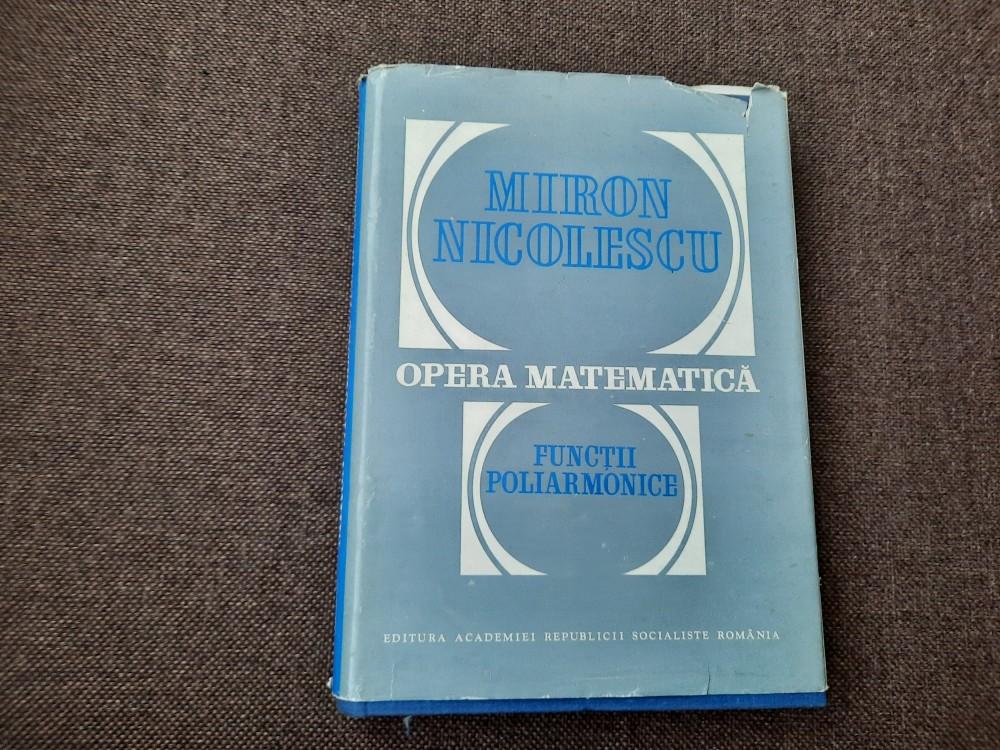 MIRON
NICOLESCU
OPERA MATEMATICĂ
FUNCȚII
POLIARMONICE
EDITURA ACADEMIEI REPUBLICII SOCIALISTE ROMÂNIA